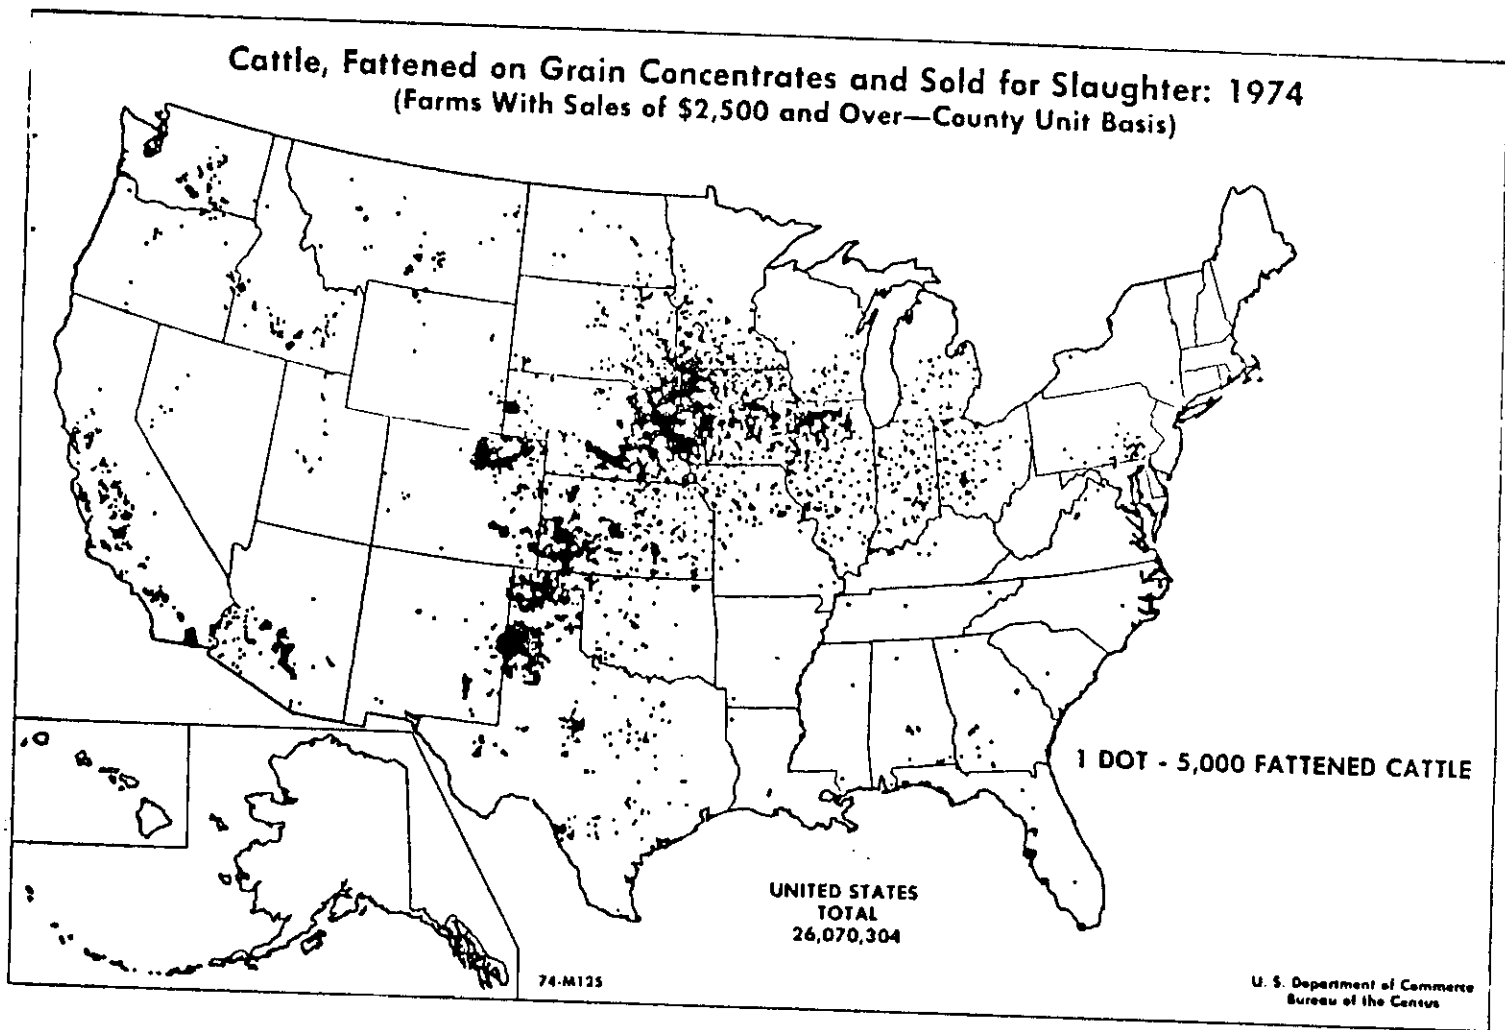 Cattle, Fattened on Grain Concentrates and Sold for Slaughter: 1974
(Farms With Sales of $2,500 and Over—County Unit Basis)
1 DOT - 5,000 FATTENED CATTLE
UNITED STATES
TOTAL
26,070,304
74-M125
U. S. Department of Commerce
Bureau of the Census